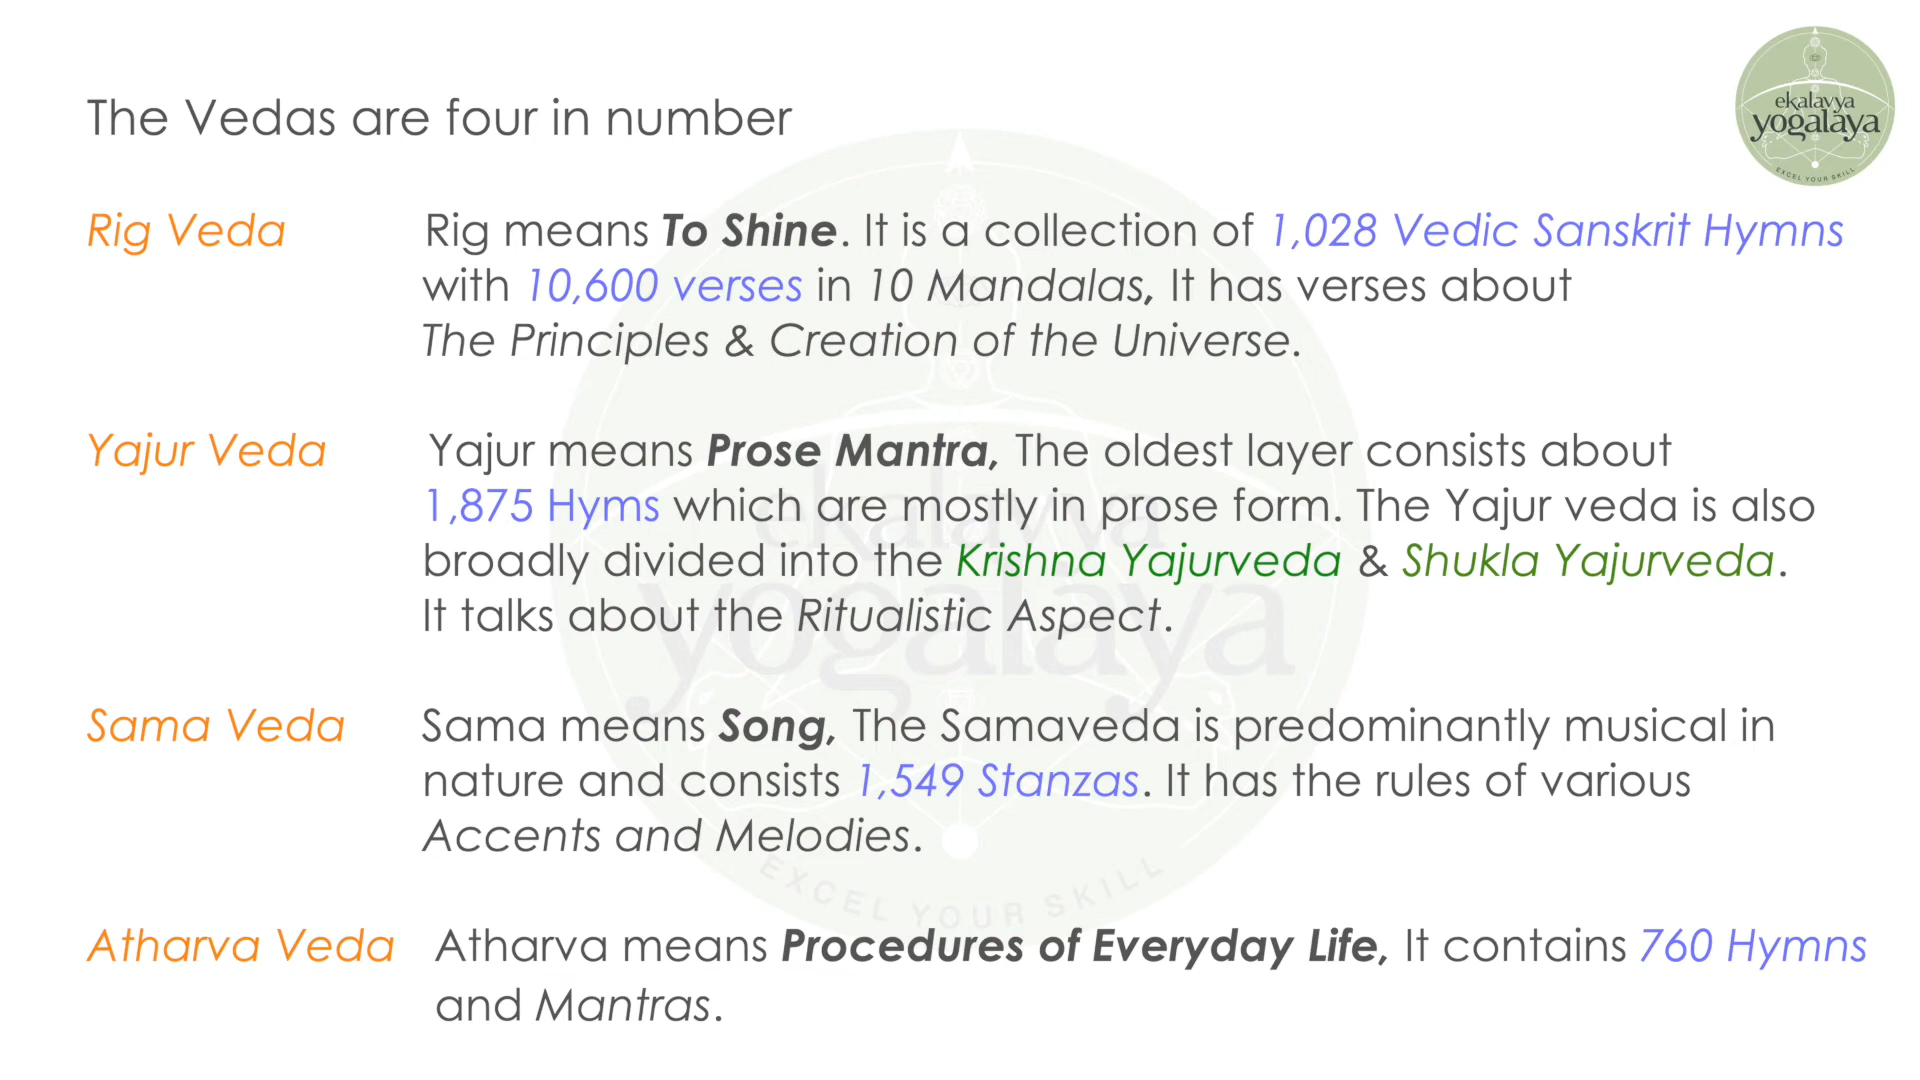 The Vedas are four in number
ekalavya
yogalaya
EXCEL YOUR SKILL
Rig Veda Rig means To Shine. It is a collection of 1,028 Vedic Sanskrit Hymns
with 10,600 verses in 10 Mandalas, It has verses about
The Principles & Creation of the Universe.
Yajur Veda Yajur means Prose Mantra, The oldest layer consists about
1,875 Hyms which are mostly in prose form. The Yajur veda is also
broadly divided into the Krishna Yajurveda & Shukla Yajurveda.
It talks about the Ritualistic Aspect.
Sama Veda Sama means Song, The Samaveda is predominantly musical in
nature and consists 1,549 Stanzas. It has the rules of various
Accents and Melodies.
Atharva Veda Atharva means Procedures of Everyday Life, It contains 760 Hymns
and Mantras.
ekalavya
yogalaya
EXCEL YOUR SKILL